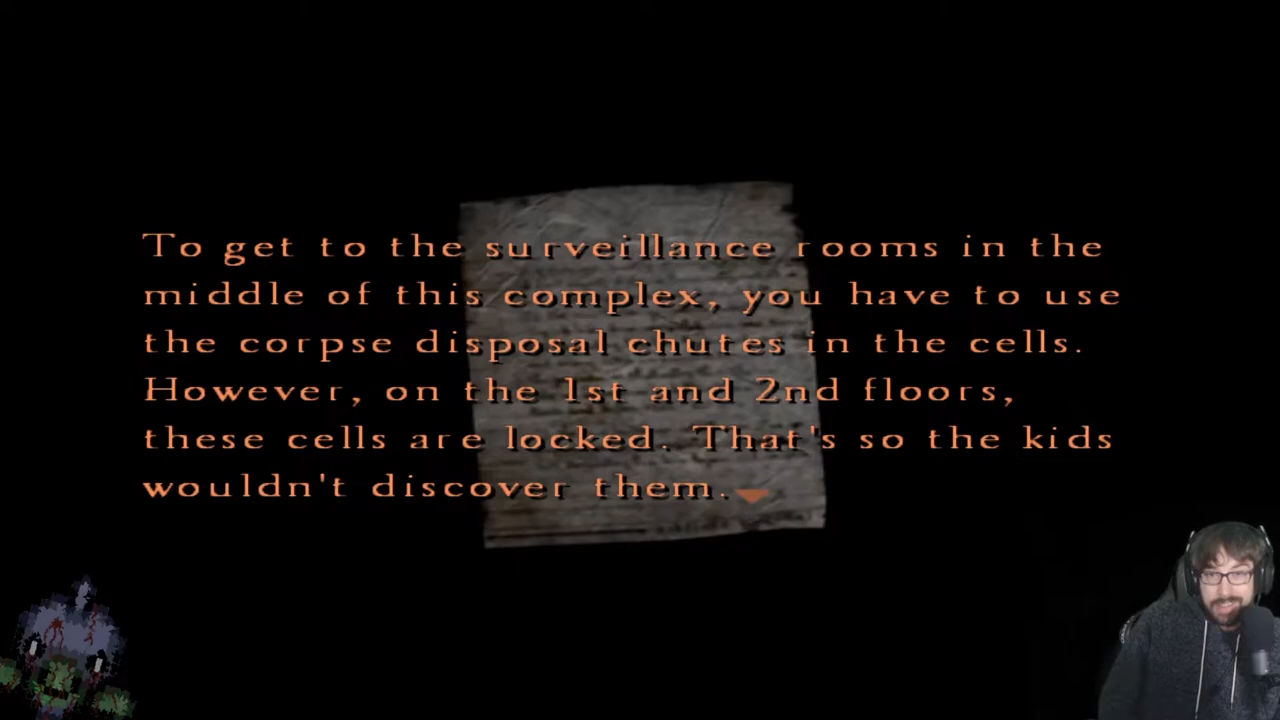 To get to the surveillance rooms in the
middle of this complex, you have to use
the corpse disposal chutes in the cells.
However, on the 1st and 2nd floors,
these cells are locked. That's so the kids
wouldn't discover them.